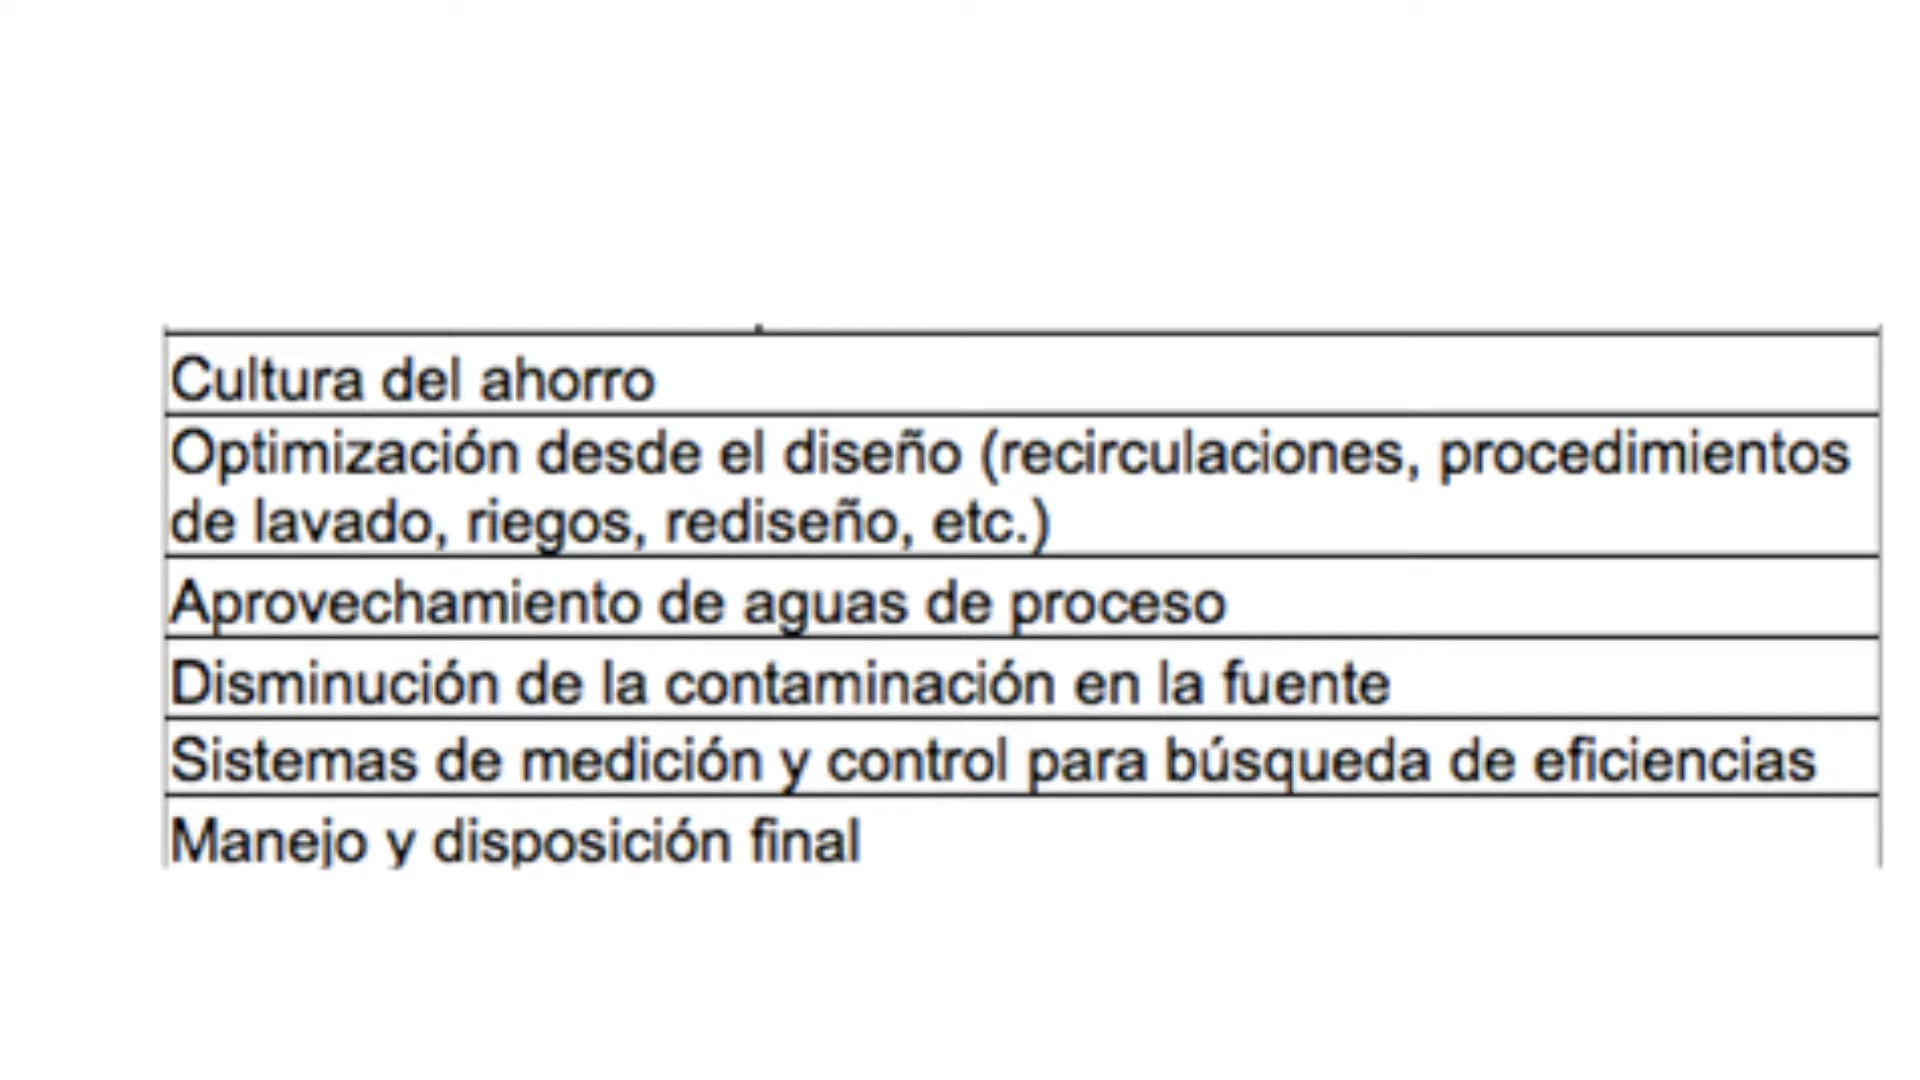 Cultura del ahorro
Optimización desde el diseño (recirculaciones, procedimientos
de lavado, riegos, rediseño, etc.)
Aprovechamiento de aguas de proceso
Disminución de la contaminación en la fuente
Sistemas de medición y control para búsqueda de eficiencias
Manejo y disposición final